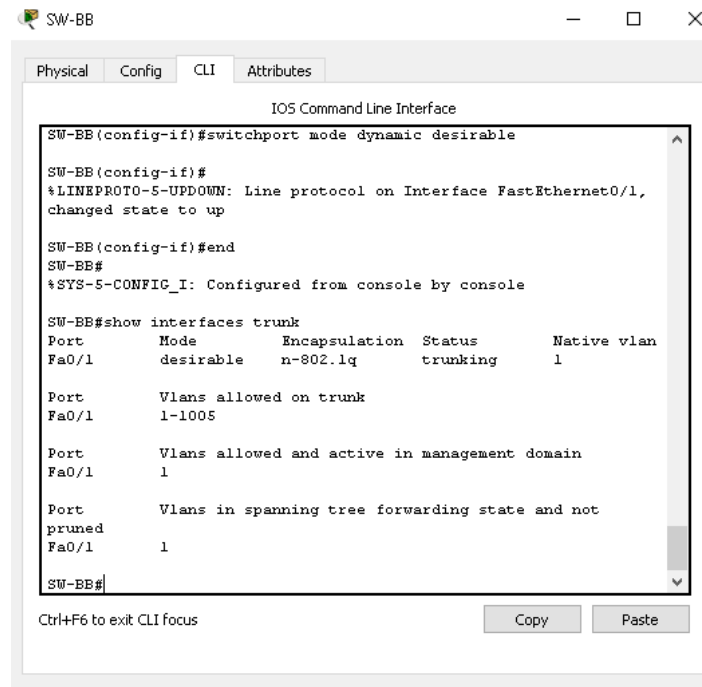 SW-BB
Physical Config CLI Attributes
IOS Command Line Interface
SW-BB(config-if)#switchport mode dynamic desirable
SW-BB(config-if)#
%LINEPROTO-5-UPDOWN: Line protocol on Interface FastEthernet0/1,
changed state to up
SW-BB(config-if)#end
SW-BB#
%SYS-5-CONFIG_I: Configured from console by console
SW-BB#show interfaces trunk
Port Mode Encapsulation Status Native vlan
Fa0/1 desirable n-802.1q trunking 1
Port Vlans allowed on trunk
Fa0/1 1-1005
Port Vlans allowed and active in management domain
Fa0/1 1
Port Vlans in spanning tree forwarding state and not
pruned
Fa0/1 1
SW-BB#
Ctrl+F6 to exit CLI focus Copy Paste